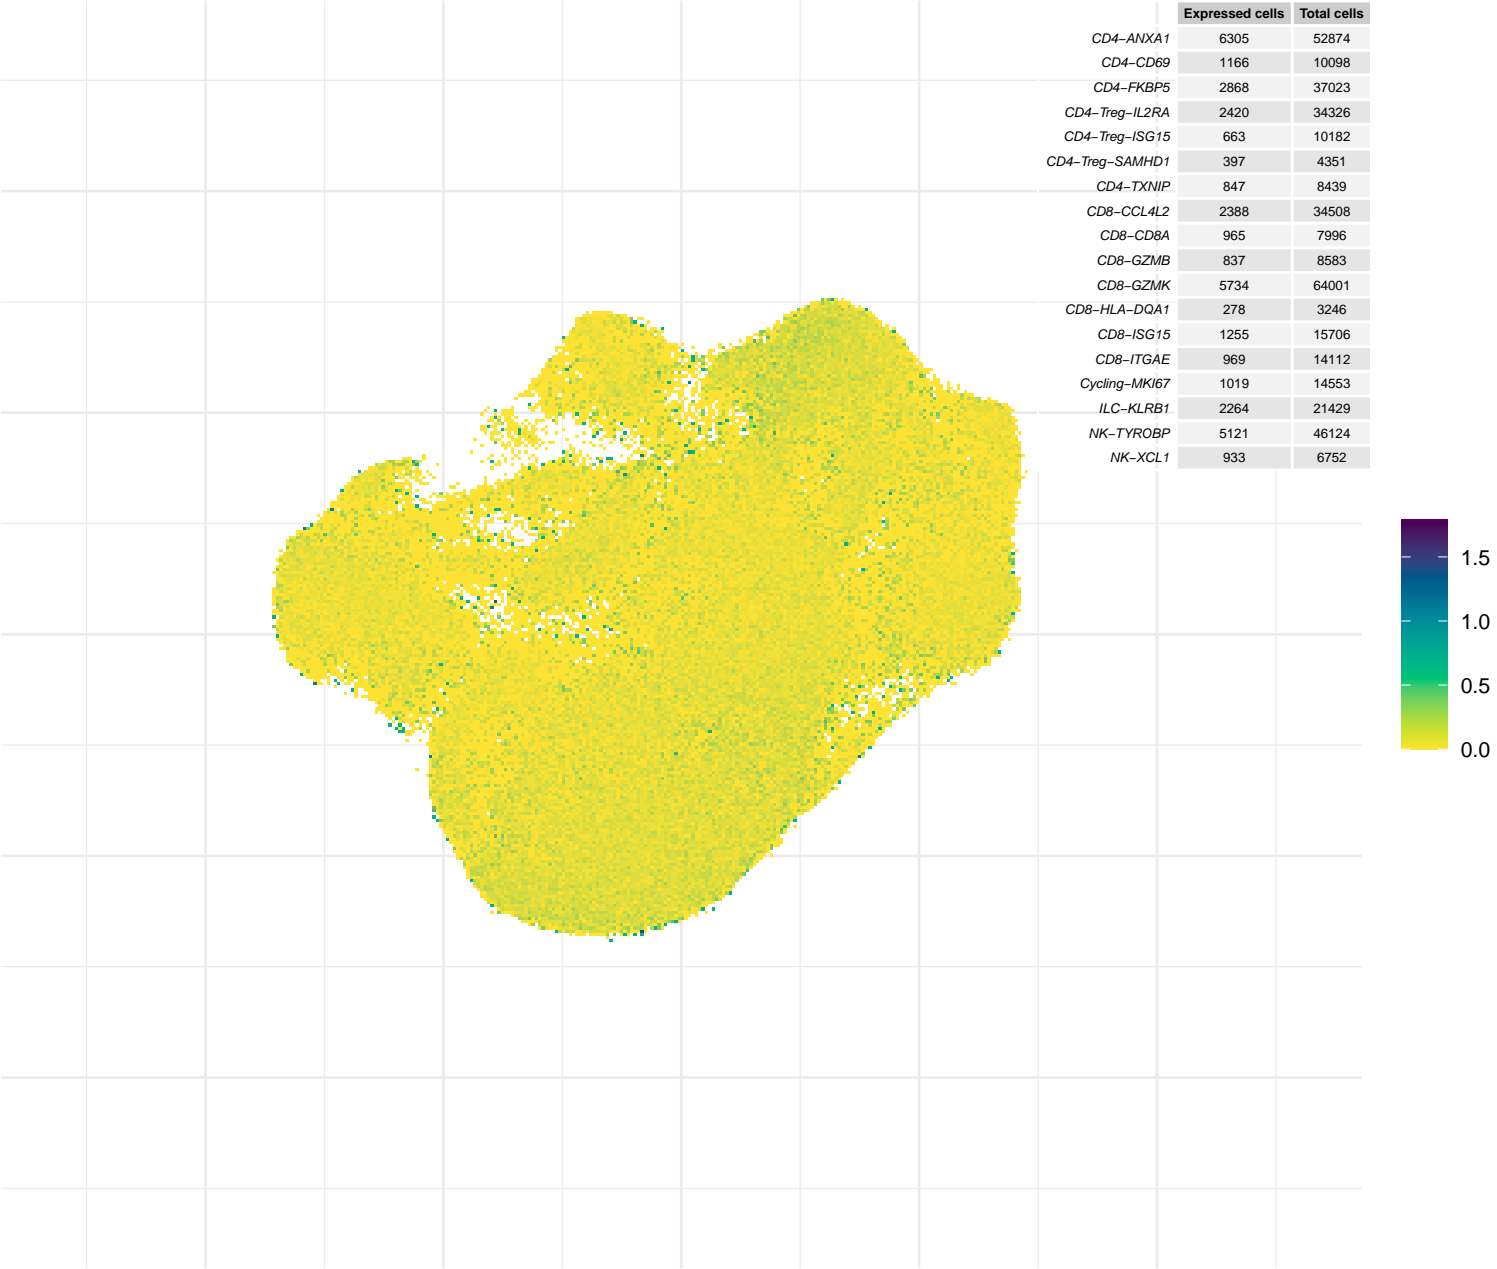 Expressed cells Total cells
CD4−ANXA1 6305 52874
CD4−CD69 1166 10098
CD4−FKBP5 2868 37023
CD4−Treg−IL2RA 2420 34326
CD4−Treg−ISG15 663 10182
CD4−Treg−SAMHD1 397 4351
CD4−TXNIP 847 8439
CD8−CCL4L2 2388 34508
CD8−CD8A 965 7996
CD8−GZMB 837 8583
CD8−GZMK 5734 64001
CD8−HLA−DQA1 278 3246
CD8−ISG15 1255 15706
CD8−ITGAE 969 14112
Cycling−MKI67 1019 14553
ILC−KLRB1 2264 21429
NK−TYROBP 5121 46124
NK−XCL1 933 6752
1.5
1.0
0.5
0.0